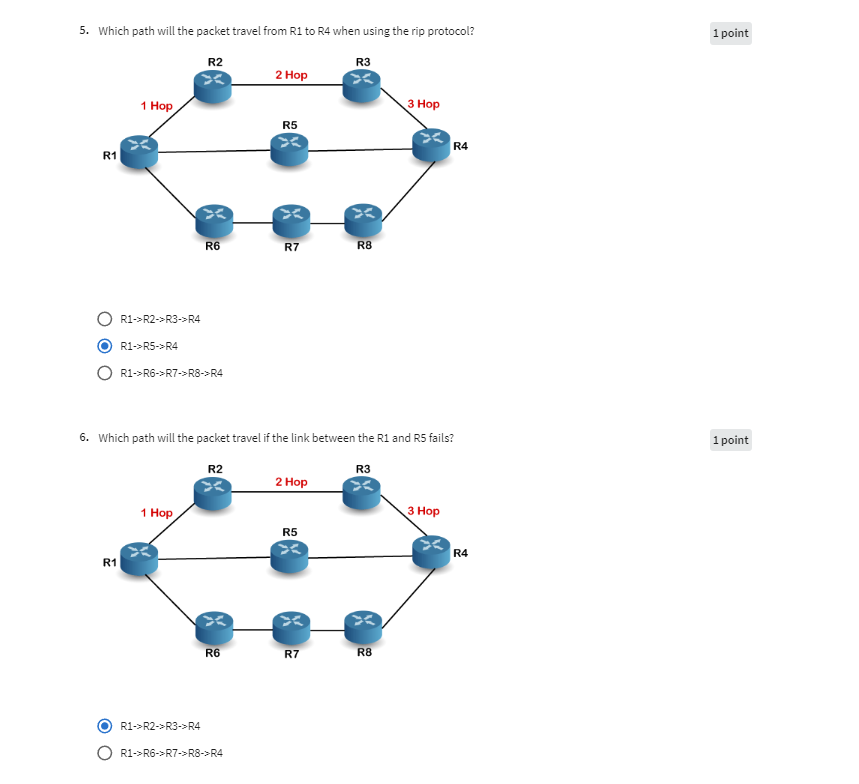 5. Which path will the packet travel from R1 to R4 when using the rip protocol?
1 point
R2
R3
2 Hop
1 Hop
3 Hop
R5
R4
R1
R6
R7
R8
R1->R2->R3->R4
R1->R5->R4
R1->R6->R7->R8->R4
6. Which path will the packet travel if the link between the R1 and R5 fails?
1 point
R2
R3
2 Hop
1 Hop
3 Hop
R5
R4
R1
R6
R7
R8
R1->R2->R3->R4
R1->R6->R7->R8->R4